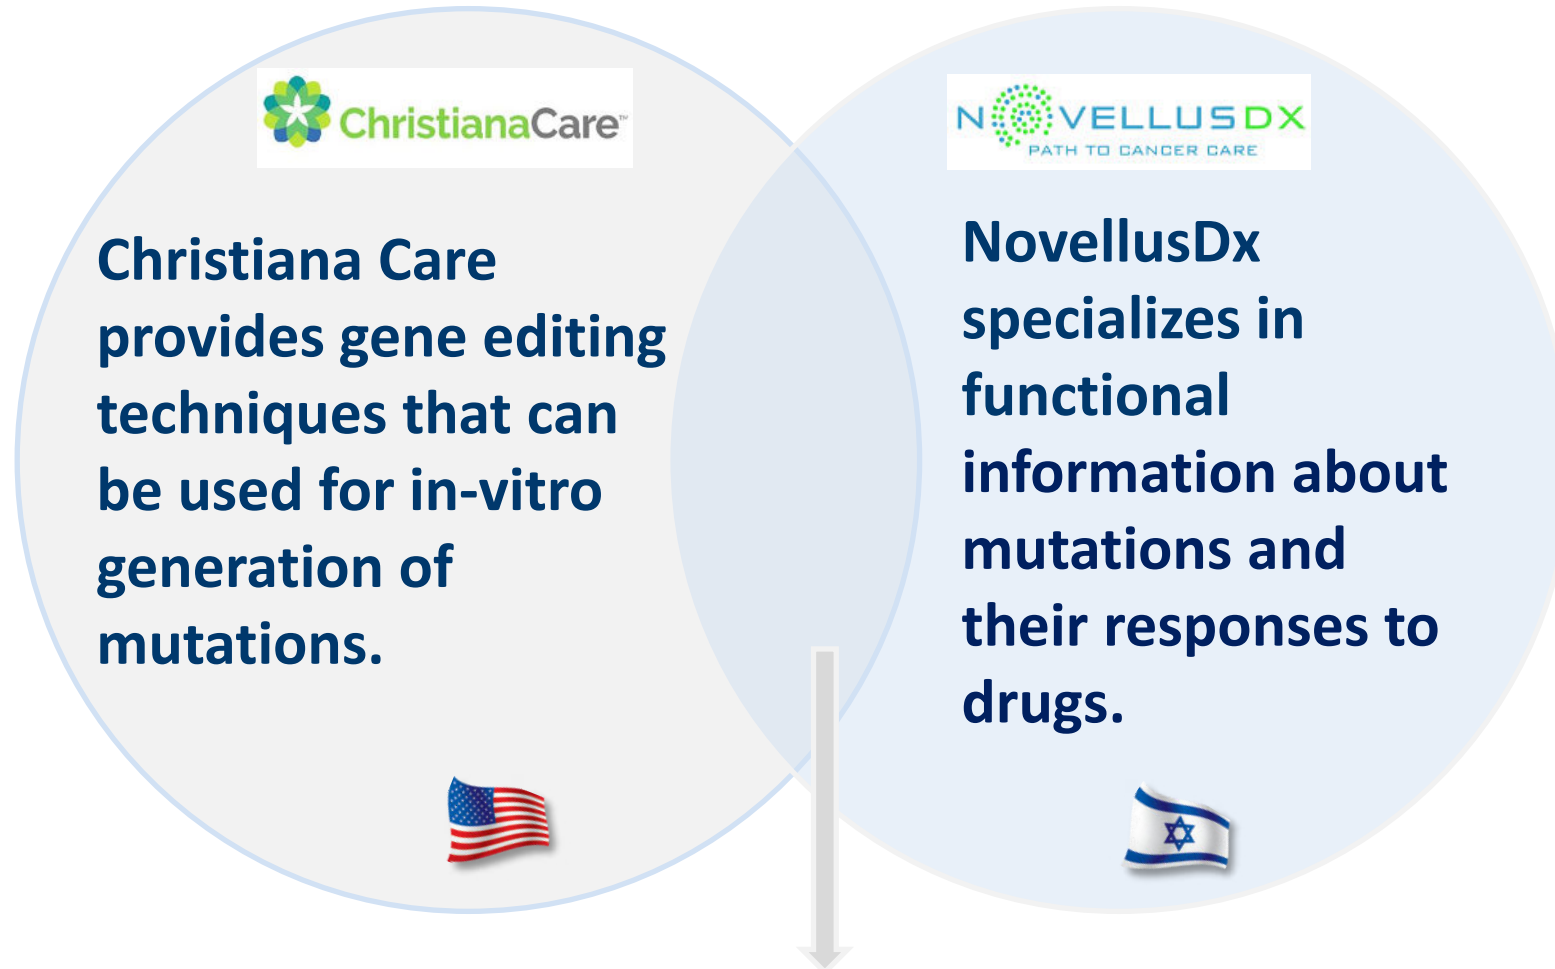 ChristianaCare™
Christiana Care
provides gene editing
techniques that can
be used for in-vitro
generation of
mutations.
NOVELLUSDX
PATH TO CANCER CARE
NovellusDx
specializes in
functional
information about
mutations and
their responses to
drugs.